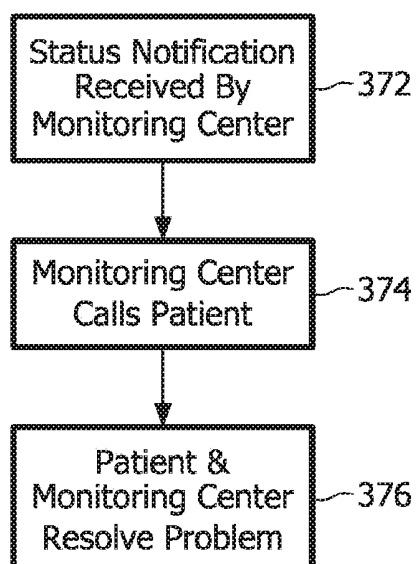 Status Notification
Received By
Monitoring Center
372
Monitoring Center
Calls Patient
374
Patient &
Monitoring Center
Resolve Problem
376